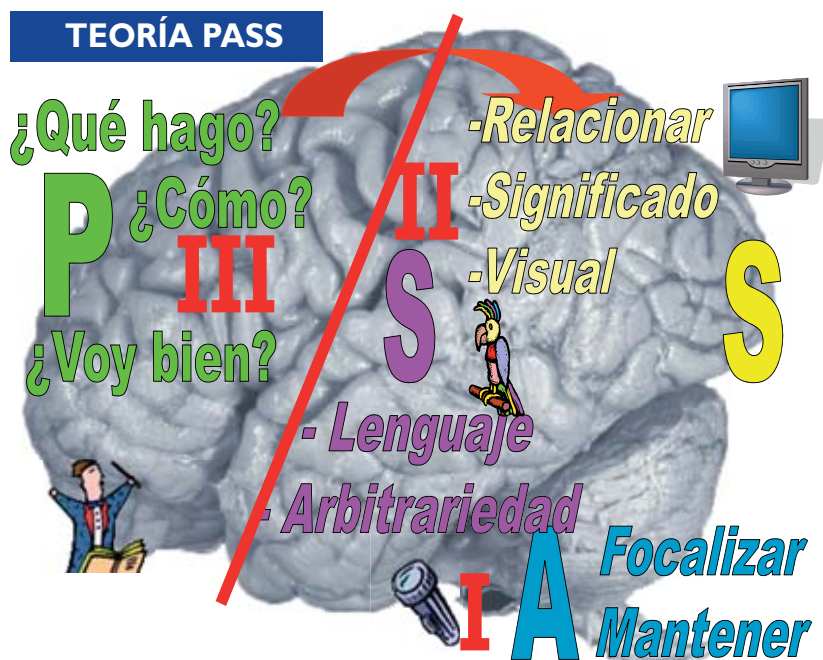 TEORÍA PASS
¿Qué hago?
P
¿Cómo?
III
¿Voy bien?
II
-Relacionar
-Significado
-Visual
S
S
- Lenguaje
- Arbitrariedad
I
A
Focalizar
Mantener